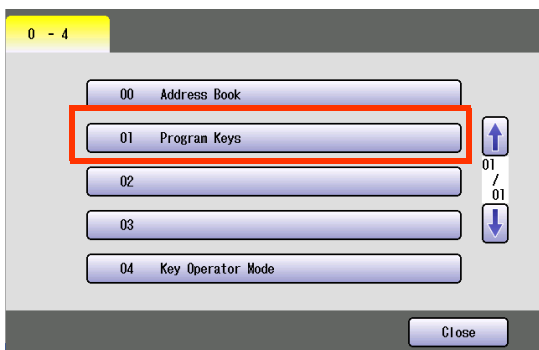 0 - 4
00 Address Book
01 Program Keys
02
03
04 Key Operator Mode
01
/
01
Close